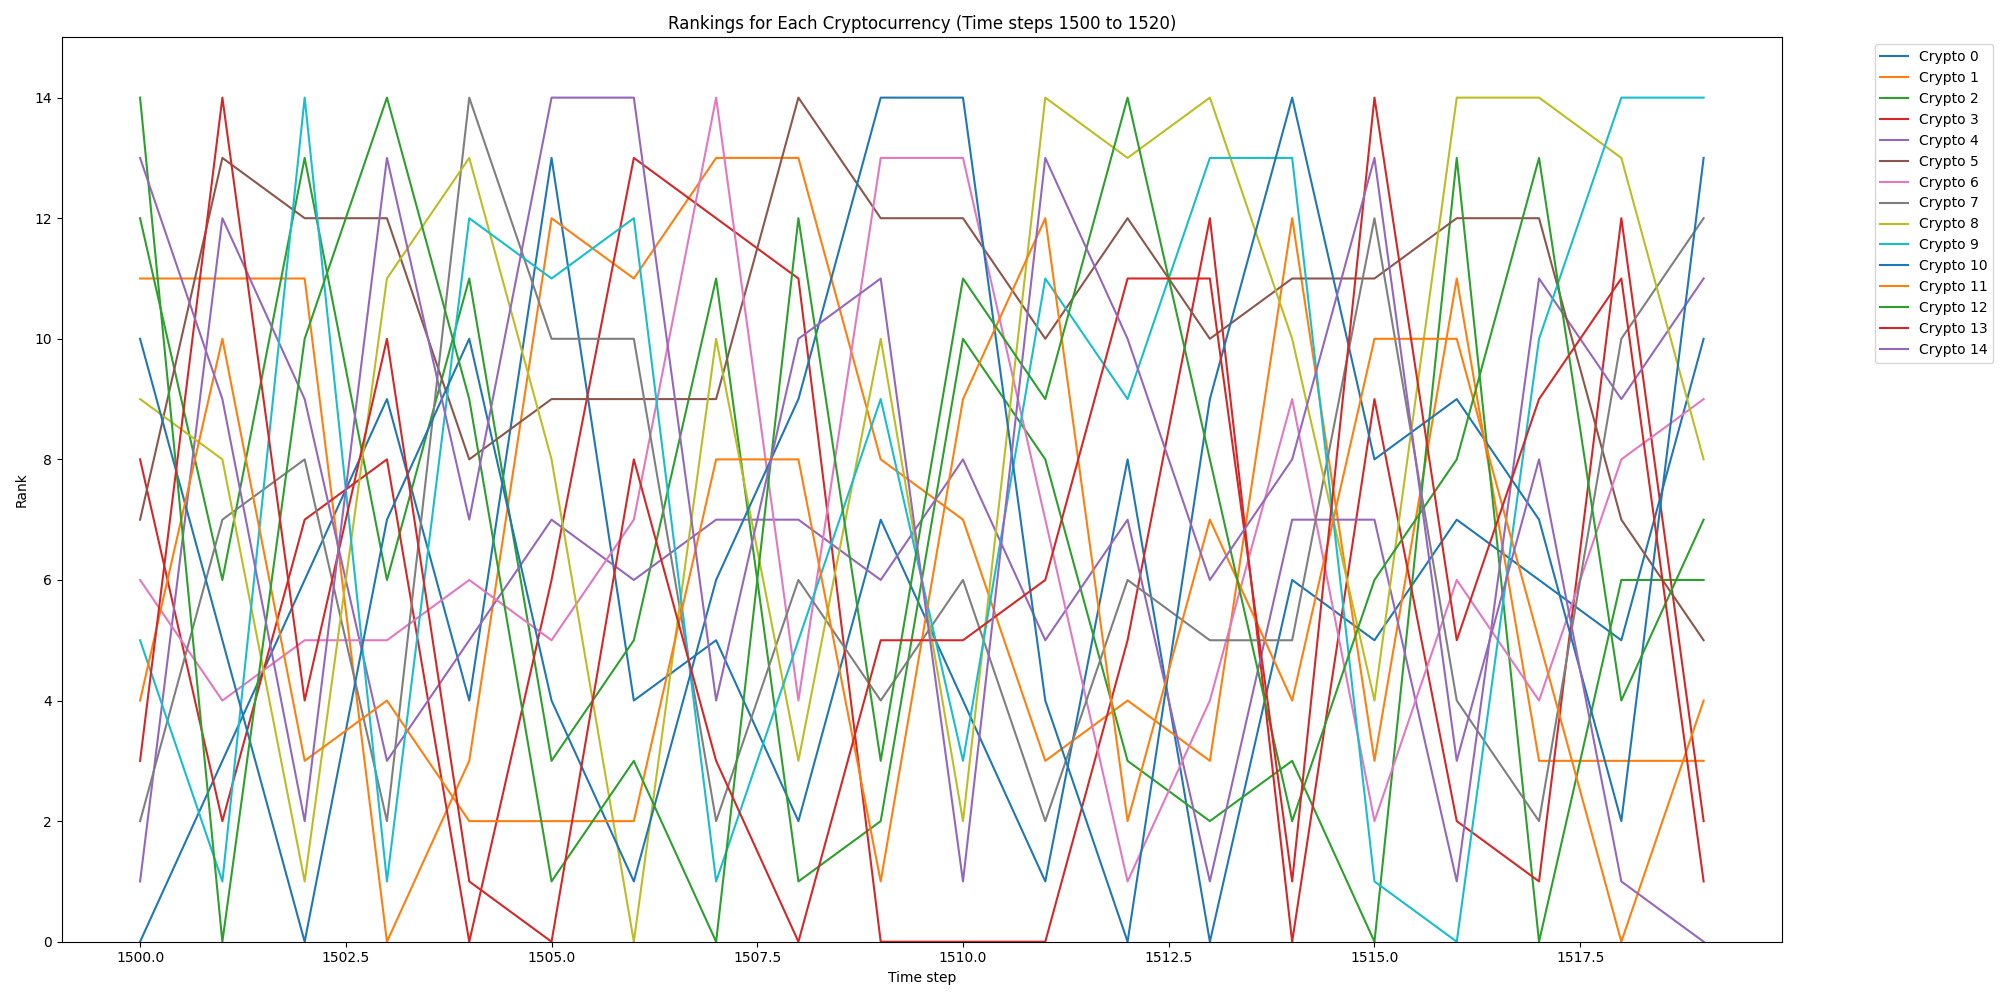 Rankings for Each Cryptocurrency (Time steps 1500 to 1520)
Rank
14
12
10
8
6
4
2
0
1500.0 1502.5 1505.0 1507.5 1510.0 1512.5 1515.0 1517.5
Time step
Crypto 0
Crypto 1
Crypto 2
Crypto 3
Crypto 4
Crypto 5
Crypto 6
Crypto 7
Crypto 8
Crypto 9
Crypto 10
Crypto 11
Crypto 12
Crypto 13
Crypto 14